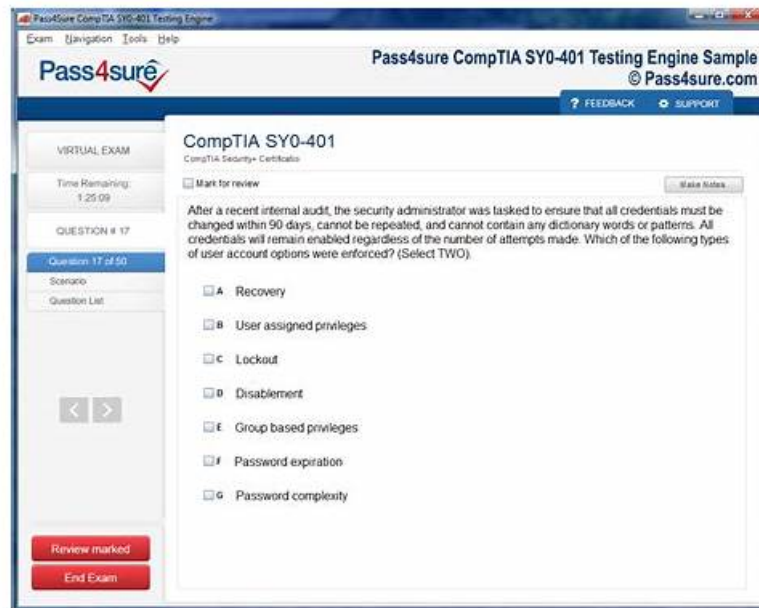 Pass4Sure CompTIA SY0-401 Testing Engine
Exam Navigation Tools Help
Pass4surê
Pass4sure CompTIA SY0-401 Testing Engine Sample
© Pass4sure.com
? FEEDBACK SUPPORT
VIRTUAL EXAM
Time Remaining:
1:25:09
QUESTION # 17
Question 17 of 50
Scenario
Question List
Review marked
End Exam
CompTIA SY0-401
CompTIA Security+ Certificatio
Mark for review
Make Notes
After a recent internal audit, the security administrator was tasked to ensure that all credentials must be
changed within 90 days, cannot be repeated, and cannot contain any dictionary words or patterns. All
credentials will remain enabled regardless of the number of attempts made. Which of the following types
of user account options were enforced? (Select TWO).
A Recovery
B User assigned privileges
C Lockout
D Disablement
E Group based privileges
F Password expiration
G Password complexity